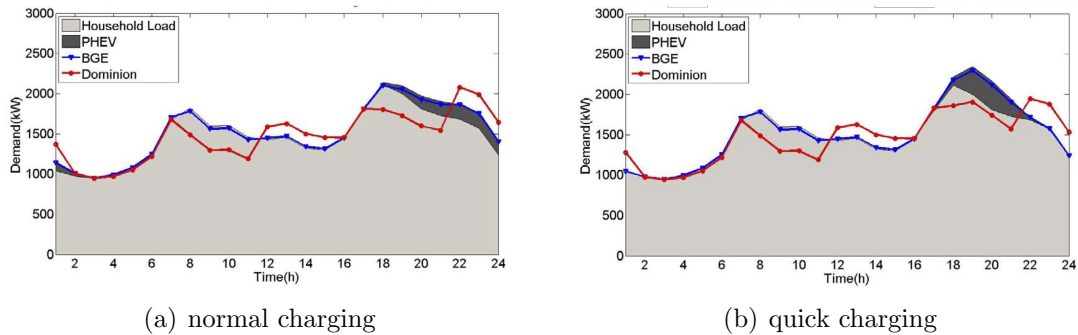 3000
2500
2000
1500
1000
500
0
Demand(kW)
Household Load
PHEV
BGE
Dominion
2 4 6 8 10 12 14 16 18 20 22 24
Time(h)
(a) normal charging
3000
2500
2000
1500
1000
500
0
Demand(kW)
Household Load
PHEV
BGE
Dominion
2 4 6 8 10 12 14 16 18 20 22 24
Time(h)
(b) quick charging